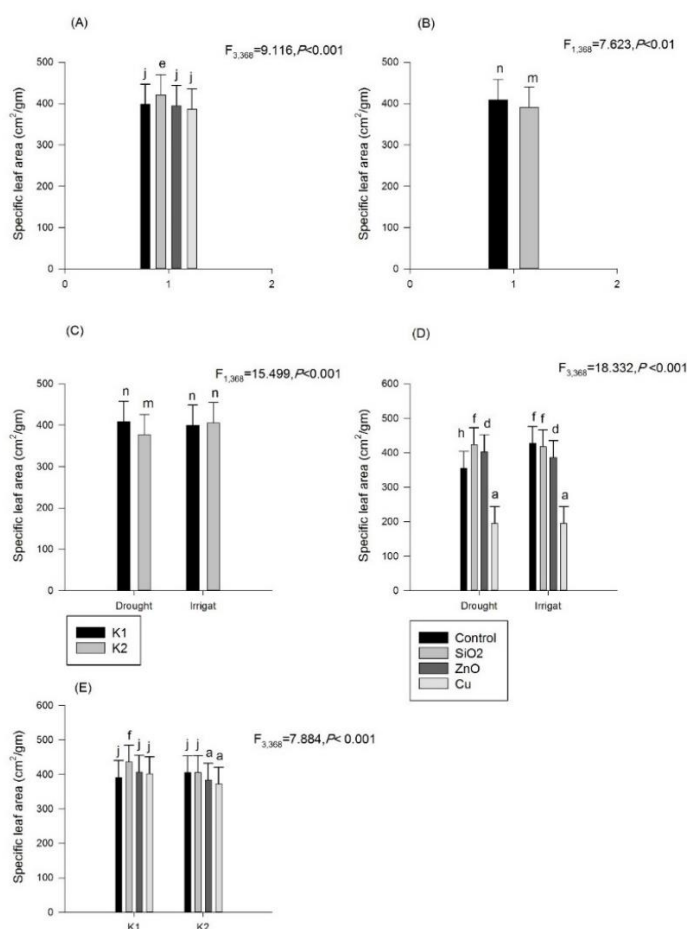 (A)
F3,368=9.116,P<0.001
Specific leaf area (cm2/gm)
500
400
300
200
100
0
j e j j
0 1 2
(B)
F1,368=7.623,P<0.01
Specific leaf area (cm2/gm)
500
400
300
200
100
0
n m
0 1 2
(C)
F1,368=15.499,P<0.001
Specific leaf area (cm2/gm)
500
400
300
200
100
0
n m n n
Drought Irrigat
K1
K2
(D)
F3,368=18.332,P<0.001
Specific leaf area (cm2/gm)
600
500
400
300
200
100
0
h f d a f f d a
Drought Irrigat
Control
SiO2
ZnO
Cu
(E)
F3,368=7.884,P< 0.001
Specific leaf area (cm2/gm)
600
500
400
300
200
100
0
j f j j j j a a
K1 K2